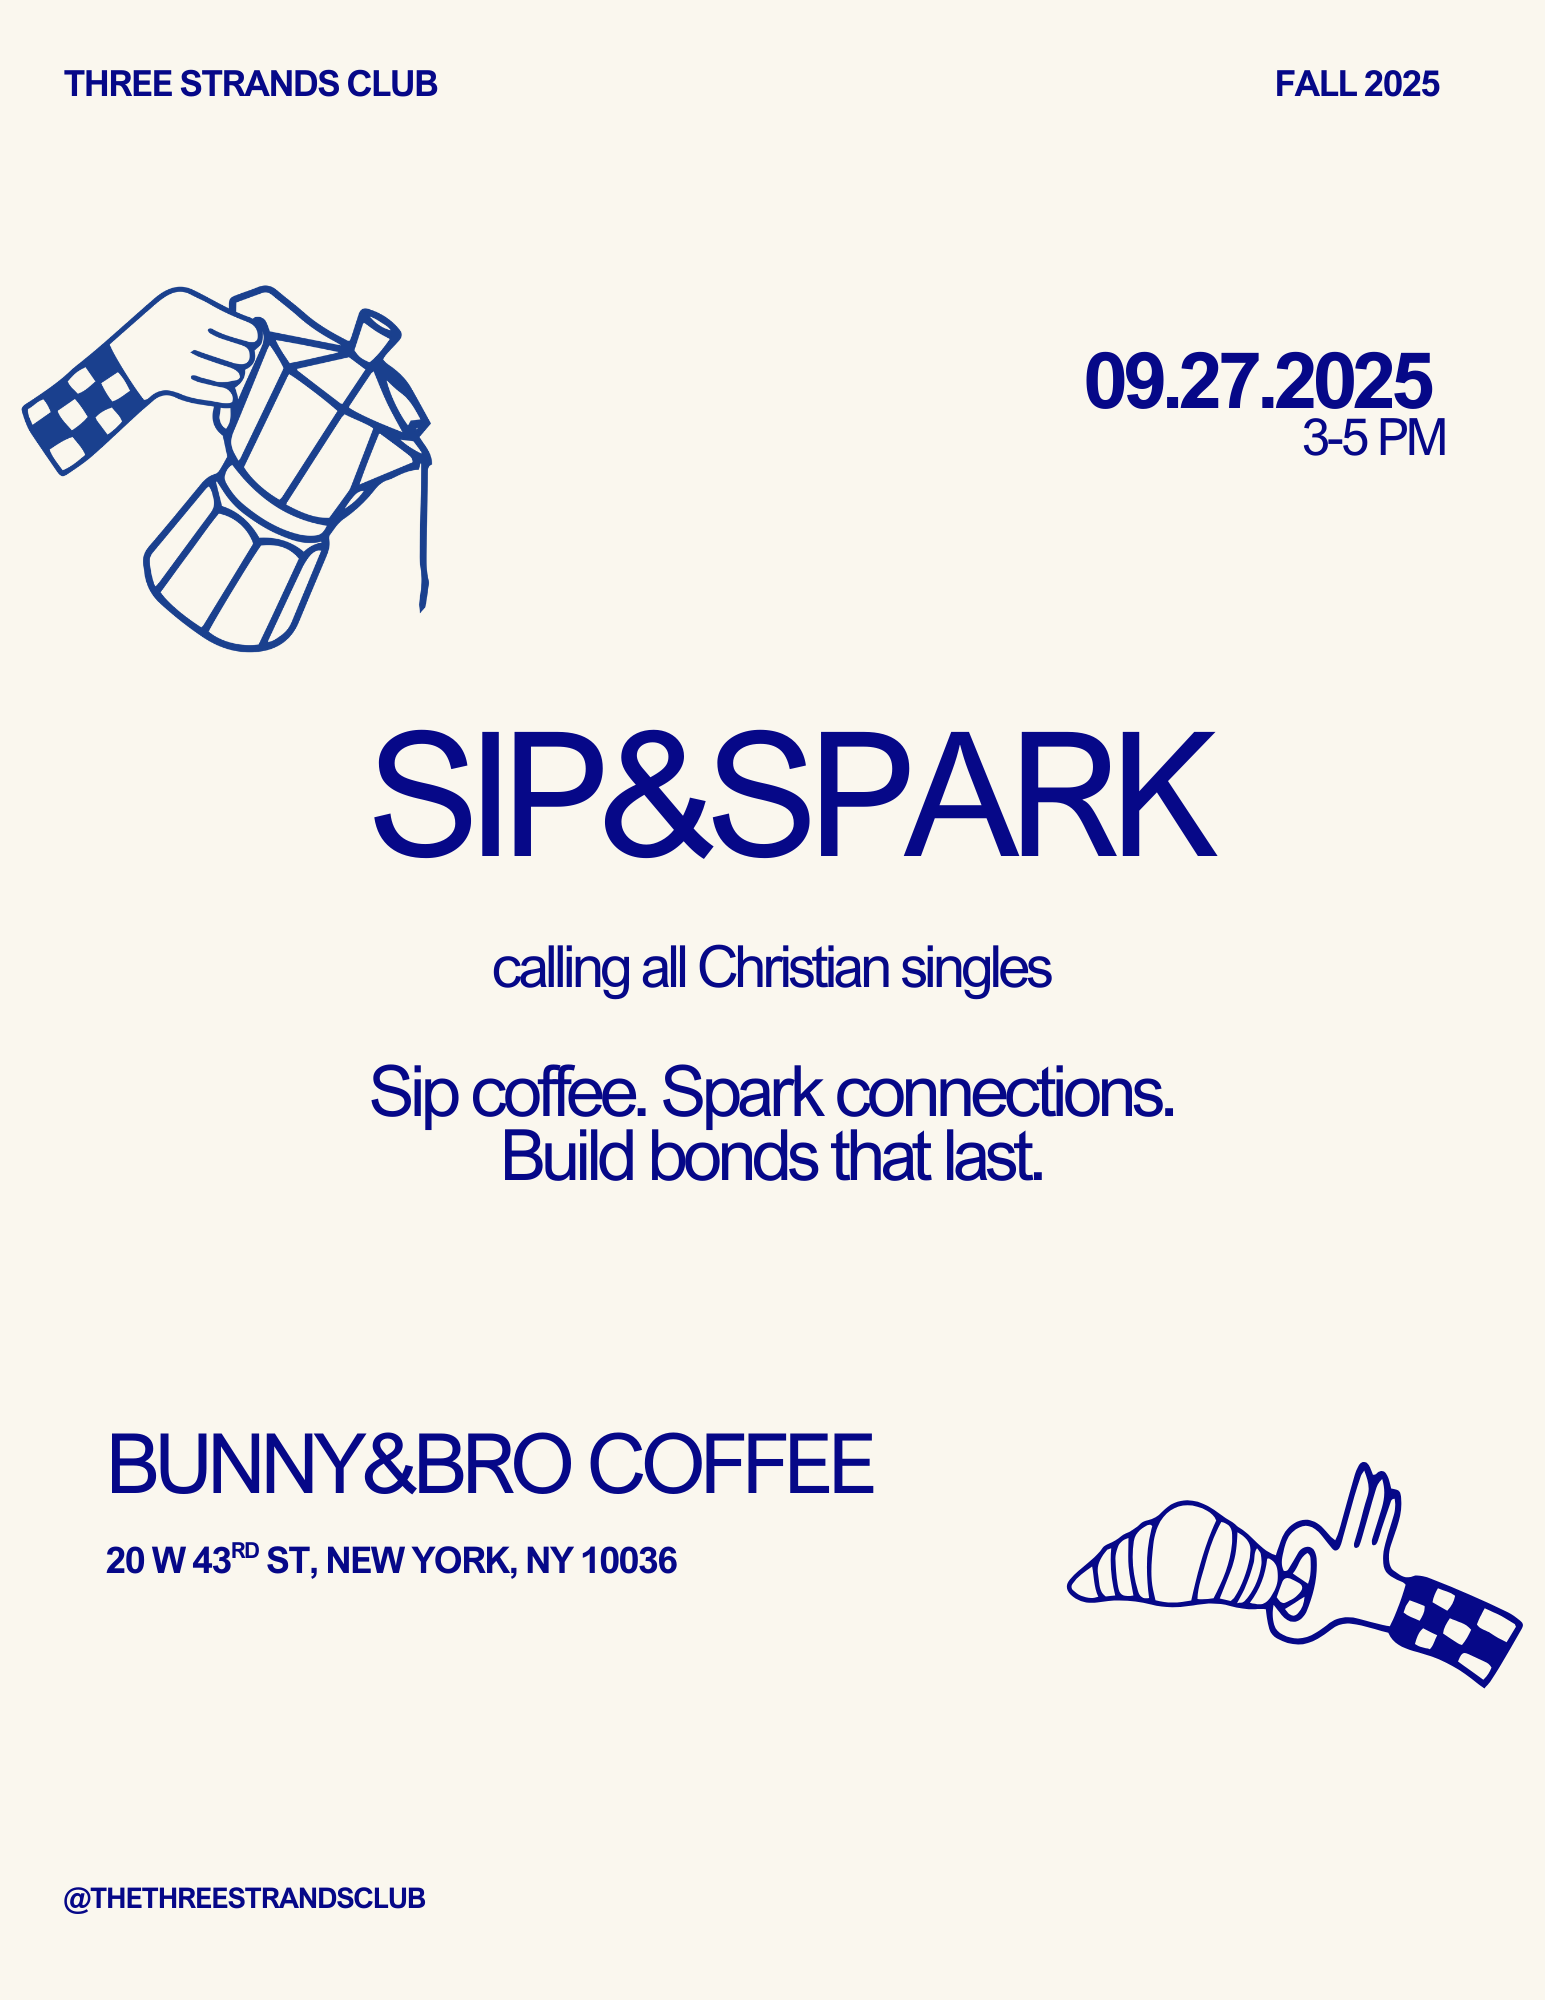 THREE STRANDS CLUB
FALL 2025
09.27.2025
3-5 PM
SIP&SPARK
calling all Christian singles
Sip coffee. Spark connections.
Build bonds that last.
BUNNY&BRO COFFEE
20 W 43RD ST, NEW YORK, NY 10036
@THETHREESTRANDSCLUB